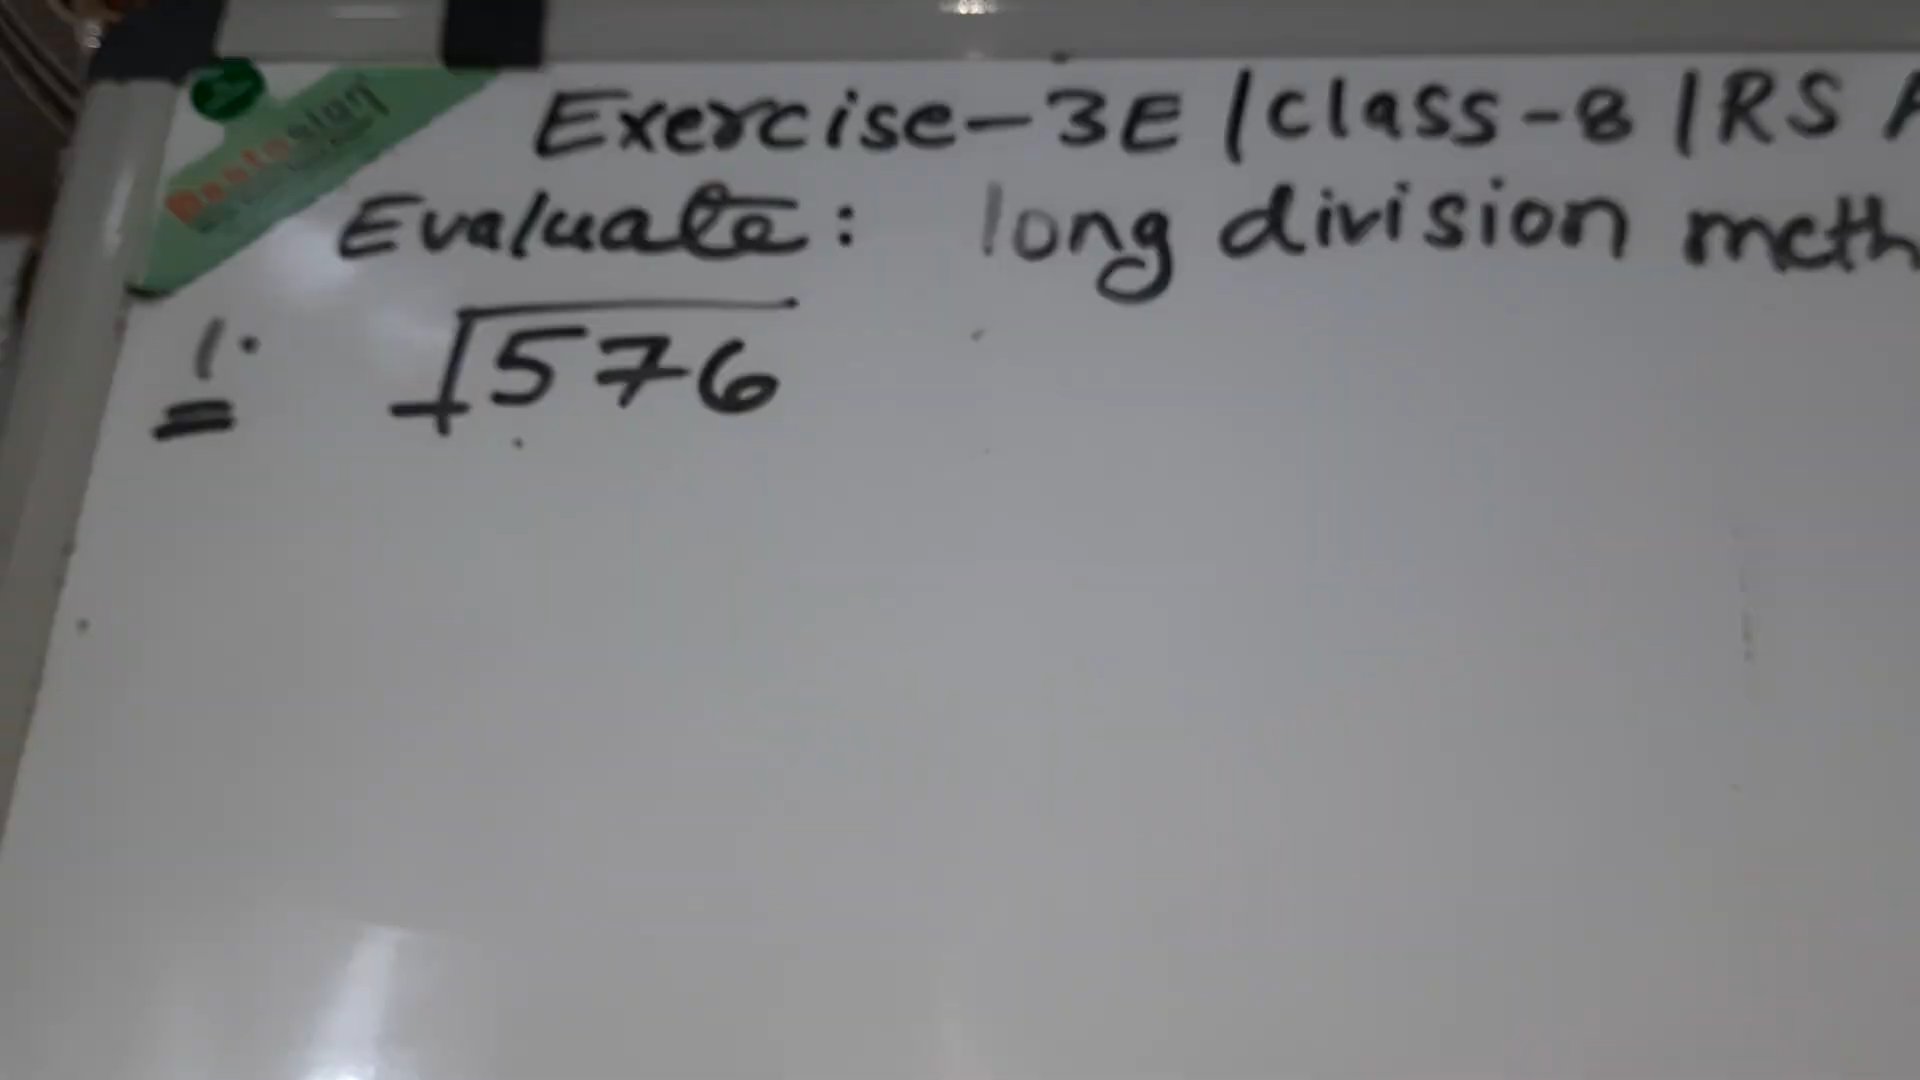 Exercise-3E | class-8 | RS A
Evaluate: long division meth
1. √576